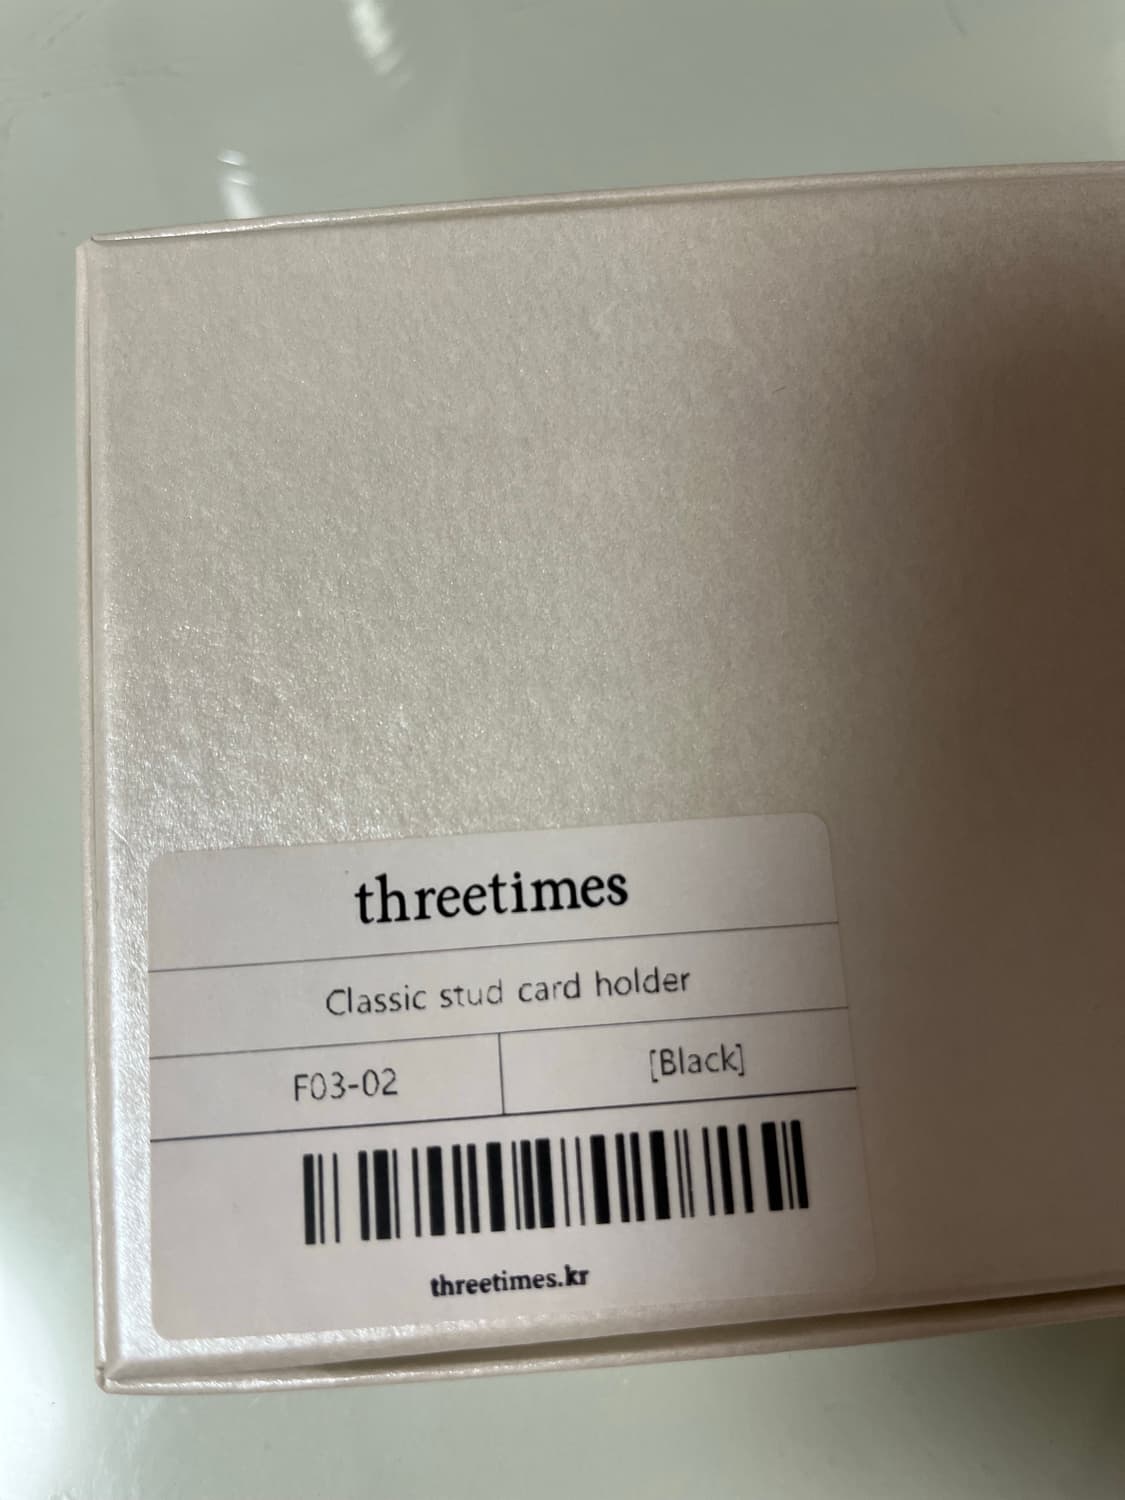 threetimes
Classic stud card holder
F03-02 [Black]
threetimes.kr